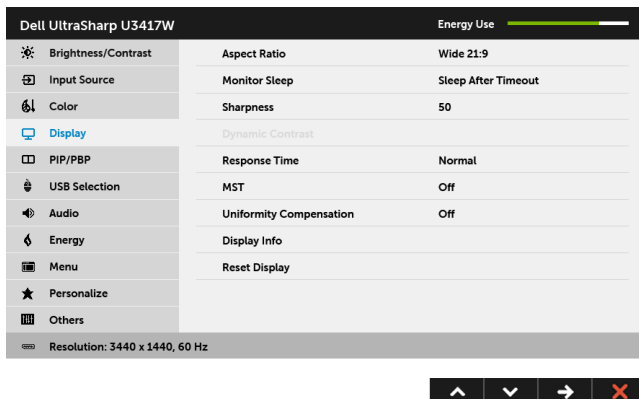 Dell UltraSharp U3417W Energy Use
Brightness/Contrast Aspect Ratio Wide 21:9
Input Source Monitor Sleep Sleep After Timeout
Color Sharpness 50
Display Dynamic Contrast
PIP/PBP Response Time Normal
USB Selection MST Off
Audio Uniformity Compensation Off
Energy Display Info
Menu Reset Display
Personalize
Others
Resolution: 3440 x 1440, 60 Hz